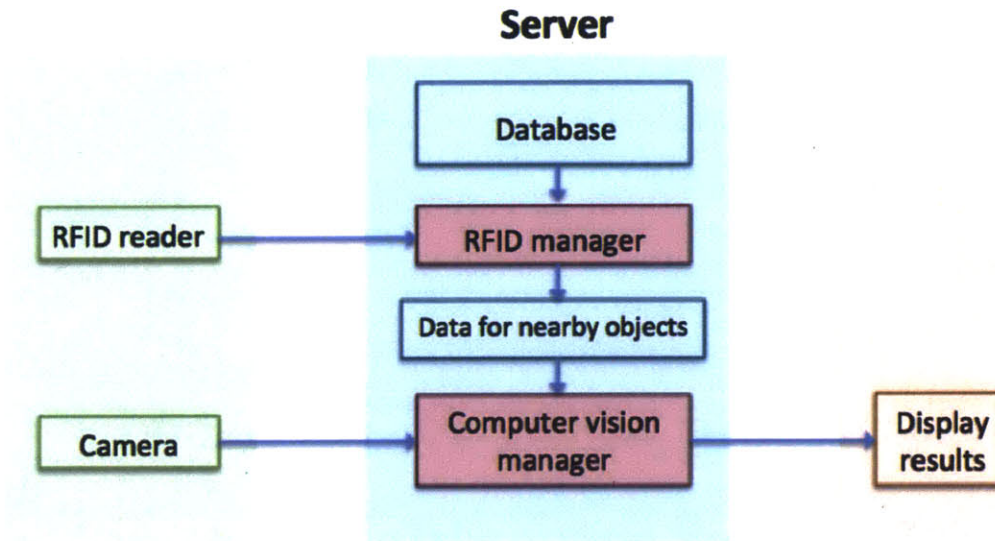 Server
Database
RFID reader
RFID manager
Data for nearby objects
Camera
Computer vision
manager
Display
results